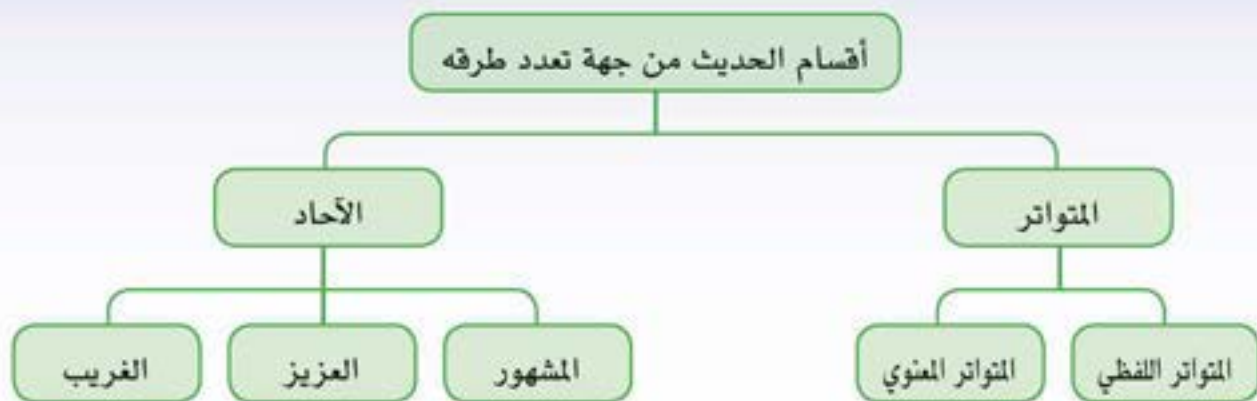 أقسام الحديث من جهة تعدد طرقه
المتواتر
الآحاد
المتواتر اللفظي
المتواتر المعنوي
المشهور
العزيز
الغريب